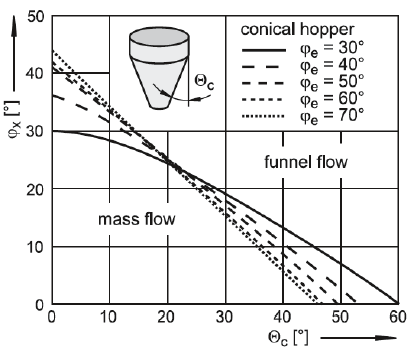 50
40
30
20
10
0
φx [°]
conical hopper
φe = 30°
φe = 40°
φe = 50°
φe = 60°
φe = 70°
Θc
funnel flow
mass flow
0 10 20 30 40 50 60
Θc [°]